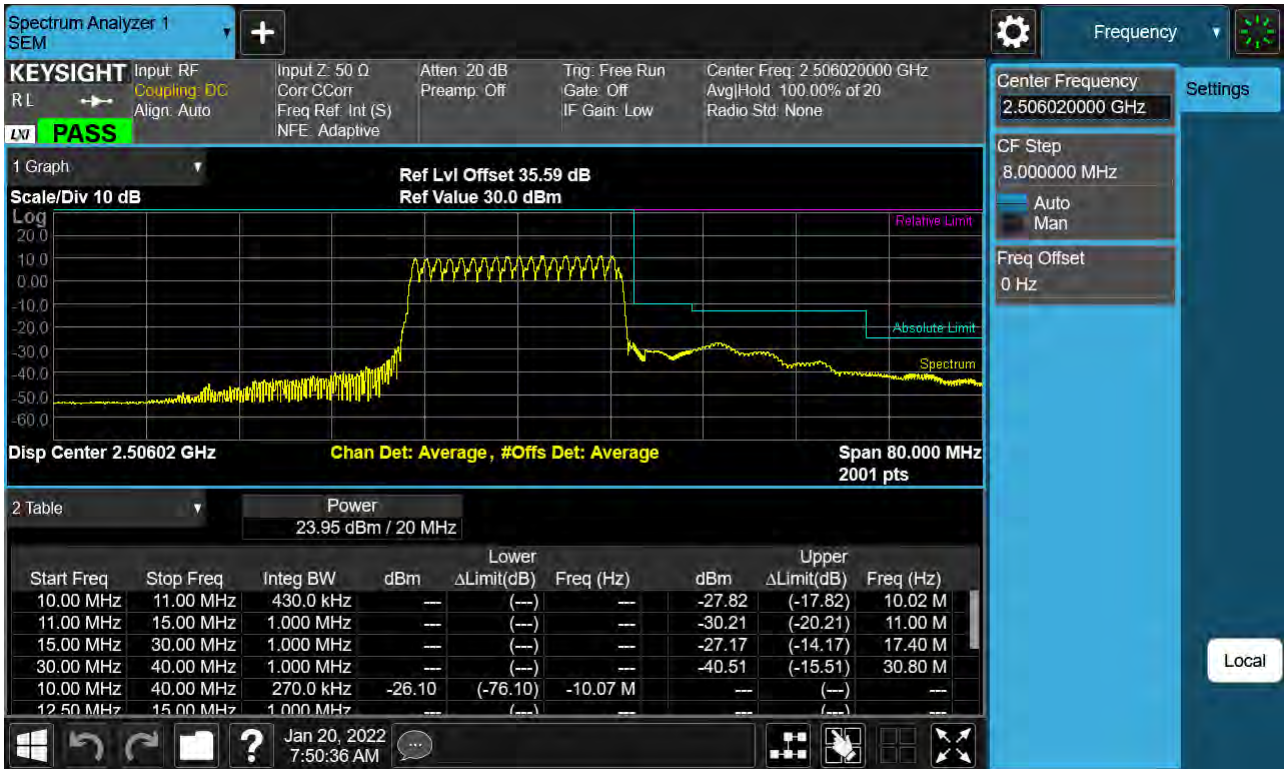 Spectrum Analyzer 1
SEM
Frequency
KEYSIGHT
Input: RF
Coupling: DC
Align: Auto
Input Z: 50 Ω
Corr CCorr
Freq Ref: Int (S)
NFE: Adaptive
Atten: 20 dB
Preamp: Off
Trig: Free Run
Gate: Off
IF Gain: Low
Center Freq: 2.506020000 GHz
Avg|Hold: 100.00% of 20
Radio Std: None
R L
LXI PASS
Center Frequency
2.506020000 GHz
Settings
CF Step
8.000000 MHz
Auto
Man
Freq Offset
0 Hz
Local
1 Graph
Scale/Div 10 dB
Ref Lvl Offset 35.59 dB
Ref Value 30.0 dBm
Log
20.0
10.0
0.00
-10.0
-20.0
-30.0
-40.0
-50.0
-60.0
Relative Limit
Absolute Limit
Spectrum
Disp Center 2.50602 GHz
Chan Det: Average, #Offs Det: Average
Span 80.000 MHz
2001 pts
2 Table
Power
23.95 dBm / 20 MHz
Lower Upper
Start Freq Stop Freq Integ BW dBm ΔLimit(dB) Freq (Hz) dBm ΔLimit(dB) Freq (Hz)
10.00 MHz 11.00 MHz 430.0 kHz --- (---) --- -27.82 (-17.82) 10.02 M
11.00 MHz 15.00 MHz 1.000 MHz --- (---) --- -30.21 (-20.21) 11.00 M
15.00 MHz 30.00 MHz 1.000 MHz --- (---) --- -27.17 (-14.17) 17.40 M
30.00 MHz 40.00 MHz 1.000 MHz --- (---) --- -40.51 (-15.51) 30.80 M
10.00 MHz 40.00 MHz 270.0 kHz -26.10 (-76.10) -10.07 M --- (---) ---
12.50 MHz 15.00 MHz 1.000 MHz --- (---) --- --- (---) ---
Jan 20, 2022
7:50:36 AM